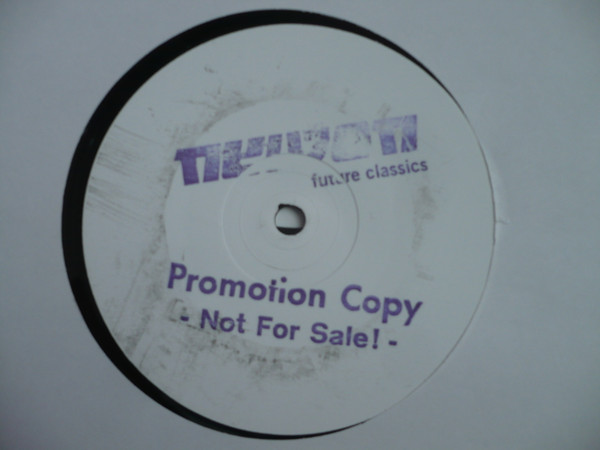 future classics
Promotion Copy
- Not For Sale! -